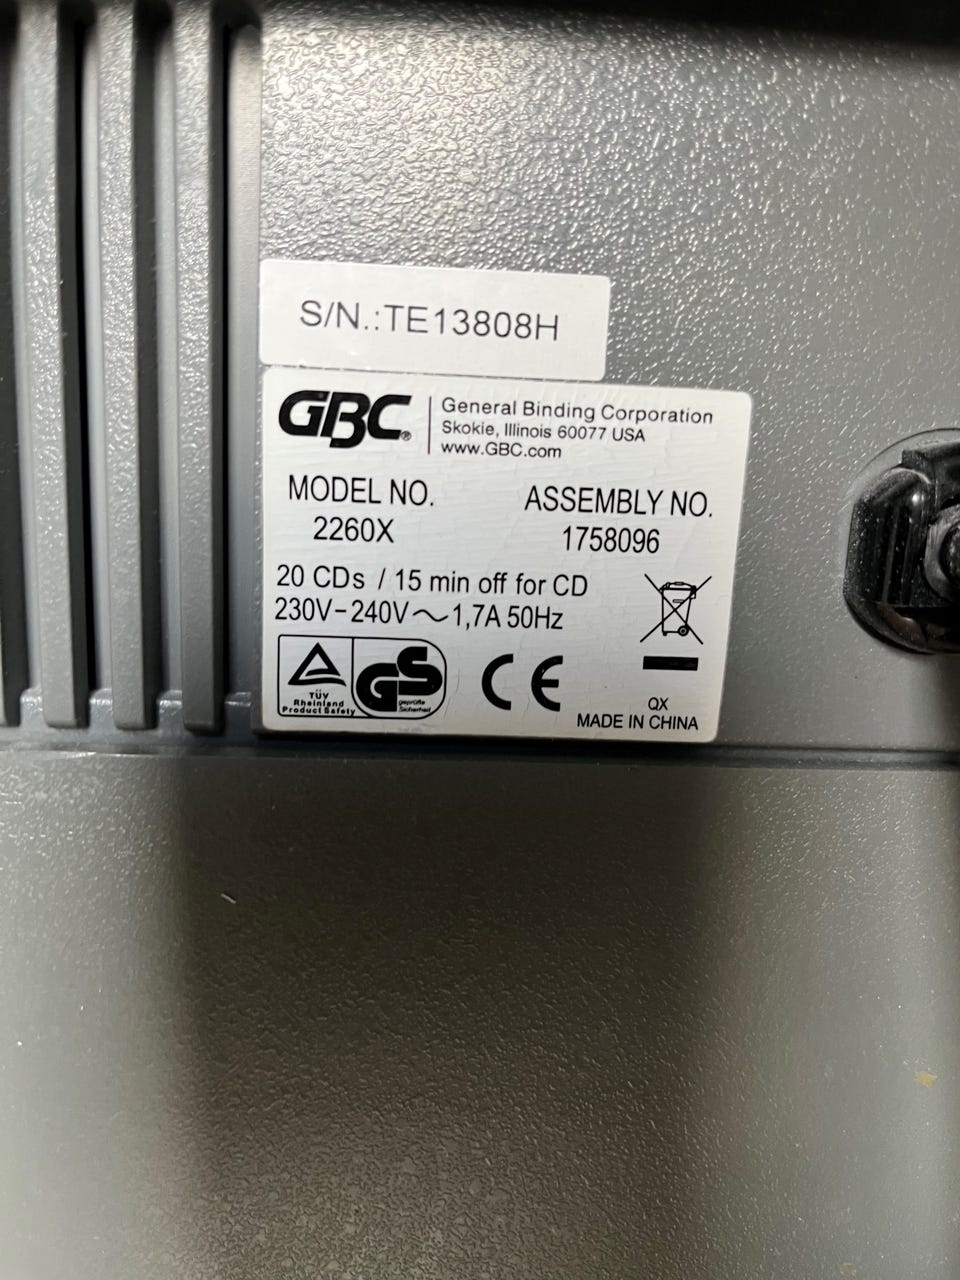 S/N.:TE13808H
GBC®
General Binding Corporation
Skokie, Illinois 60077 USA
www.GBC.com
MODEL NO.
2260X
ASSEMBLY NO.
1758096
20 CDs / 15 min off for CD
230V-240V～1,7A 50Hz
TÜV
Rheinland
Product Safety
GS
geprüfte
Sicherheit
CE
QX
MADE IN CHINA